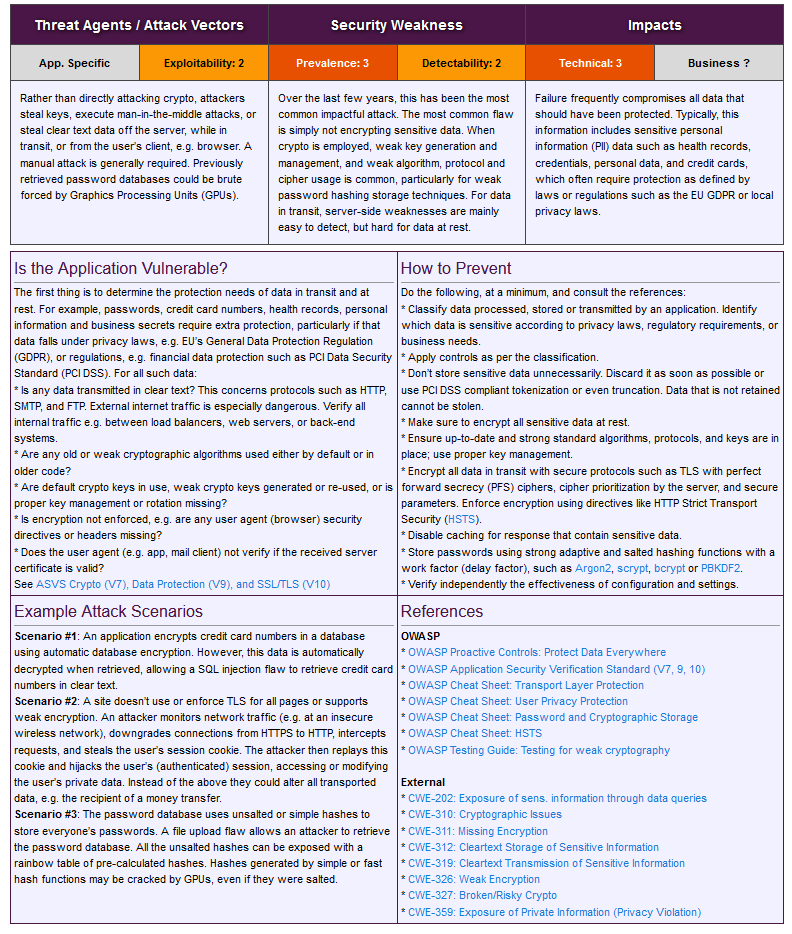 Threat Agents / Attack Vectors
Security Weakness
Impacts
App. Specific
Exploitability: 2
Prevalence: 3
Detectability: 2
Technical: 3
Business ?
Rather than directly attacking crypto, attackers
steal keys, execute man-in-the-middle attacks, or
steal clear text data off the server, while in
transit, or from the user's client, e.g. browser. A
manual attack is generally required. Previously
retrieved password databases could be brute
forced by Graphics Processing Units (GPUs).
Over the last few years, this has been the most
common impactful attack. The most common flaw
is simply not encrypting sensitive data. When
crypto is employed, weak key generation and
management, and weak algorithm, protocol and
cipher usage is common, particularly for weak
password hashing storage techniques. For data
in transit, server-side weaknesses are mainly
easy to detect, but hard for data at rest.
Failure frequently compromises all data that
should have been protected. Typically, this
information includes sensitive personal
information (PII) data such as health records,
credentials, personal data, and credit cards,
which often require protection as defined by
laws or regulations such as the EU GDPR or local
privacy laws.
Is the Application Vulnerable?
The first thing is to determine the protection needs of data in transit and at
rest. For example, passwords, credit card numbers, health records, personal
information and business secrets require extra protection, particularly if that
data falls under privacy laws, e.g. EU's General Data Protection Regulation
(GDPR), or regulations, e.g. financial data protection such as PCI Data Security
Standard (PCI DSS). For all such data:
* Is any data transmitted in clear text? This concerns protocols such as HTTP,
SMTP, and FTP. External internet traffic is especially dangerous. Verify all
internal traffic e.g. between load balancers, web servers, or back-end
systems.
* Are any old or weak cryptographic algorithms used either by default or in
older code?
* Are default crypto keys in use, weak crypto keys generated or re-used, or is
proper key management or rotation missing?
* Is encryption not enforced, e.g. are any user agent (browser) security
directives or headers missing?
* Does the user agent (e.g. app, mail client) not verify if the received server
certificate is valid?
See ASVS Crypto (V7), Data Protection (V9), and SSL/TLS (V10)
How to Prevent
Do the following, at a minimum, and consult the references:
* Classify data processed, stored or transmitted by an application. Identify
which data is sensitive according to privacy laws, regulatory requirements, or
business needs.
* Apply controls as per the classification.
* Don't store sensitive data unnecessarily. Discard it as soon as possible or
use PCI DSS compliant tokenization or even truncation. Data that is not retained
cannot be stolen.
* Make sure to encrypt all sensitive data at rest.
* Ensure up-to-date and strong standard algorithms, protocols, and keys are in
place; use proper key management.
* Encrypt all data in transit with secure protocols such as TLS with perfect
forward secrecy (PFS) ciphers, cipher prioritization by the server, and secure
parameters. Enforce encryption using directives like HTTP Strict Transport
Security (HSTS).
* Disable caching for response that contain sensitive data.
* Store passwords using strong adaptive and salted hashing functions with a
work factor (delay factor), such as Argon2, scrypt, bcrypt or PBKDF2.
* Verify independently the effectiveness of configuration and settings.
Example Attack Scenarios
Scenario #1: An application encrypts credit card numbers in a database
using automatic database encryption. However, this data is automatically
decrypted when retrieved, allowing a SQL injection flaw to retrieve credit card
numbers in clear text.
Scenario #2: A site doesn't use or enforce TLS for all pages or supports
weak encryption. An attacker monitors network traffic (e.g. at an insecure
wireless network), downgrades connections from HTTPS to HTTP, intercepts
requests, and steals the user's session cookie. The attacker then replays this
cookie and hijacks the user's (authenticated) session, accessing or modifying
the user's private data. Instead of the above they could alter all transported
data, e.g. the recipient of a money transfer.
Scenario #3: The password database uses unsalted or simple hashes to
store everyone's passwords. A file upload flaw allows an attacker to retrieve
the password database. All the unsalted hashes can be exposed with a
rainbow table of pre-calculated hashes. Hashes generated by simple or fast
hash functions may be cracked by GPUs, even if they were salted.
References
OWASP
* OWASP Proactive Controls: Protect Data Everywhere
* OWASP Application Security Verification Standard (V7, 9, 10)
* OWASP Cheat Sheet: Transport Layer Protection
* OWASP Cheat Sheet: User Privacy Protection
* OWASP Cheat Sheet: Password and Cryptographic Storage
* OWASP Cheat Sheet: HSTS
* OWASP Testing Guide: Testing for weak cryptography
External
* CWE-202: Exposure of sens. information through data queries
* CWE-310: Cryptographic Issues
* CWE-311: Missing Encryption
* CWE-312: Cleartext Storage of Sensitive Information
* CWE-319: Cleartext Transmission of Sensitive Information
* CWE-326: Weak Encryption
* CWE-327: Broken/Risky Crypto
* CWE-359: Exposure of Private Information (Privacy Violation)